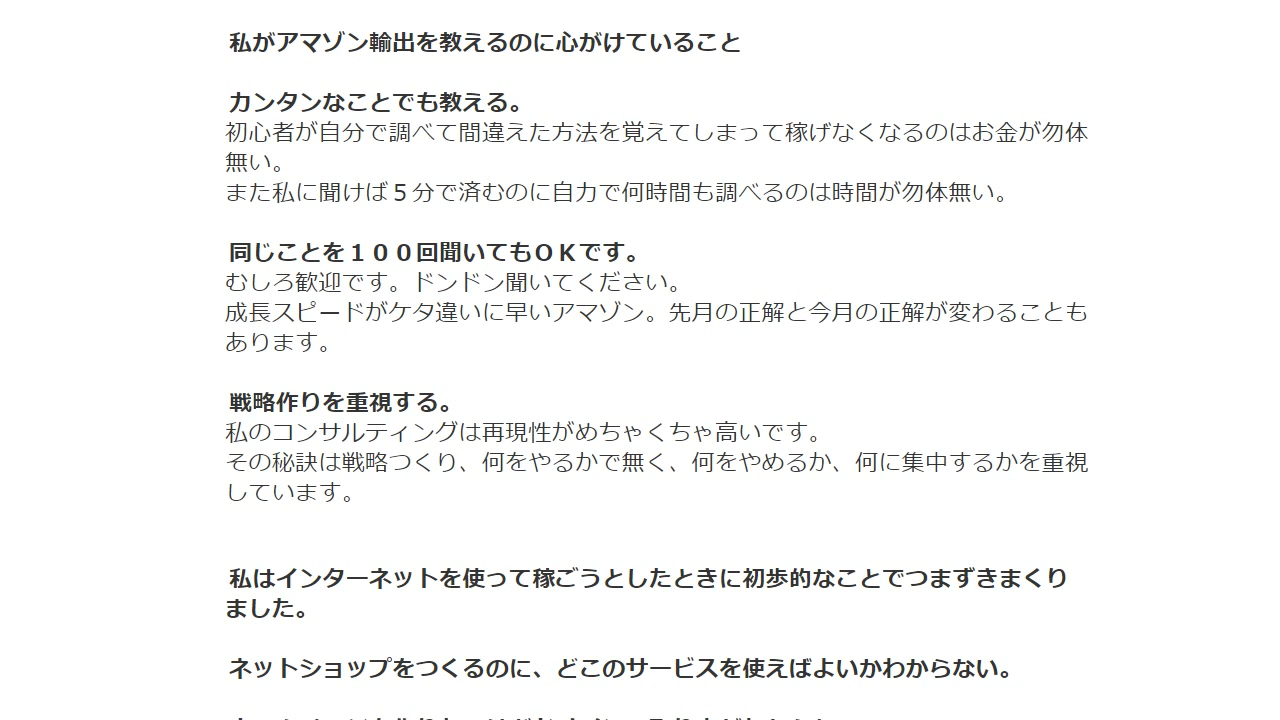 私がアマゾン輸出を教えるのに心がけていること
カンタンなことでも教える。
初心者が自分で調べて間違えた方法を覚えてしまって稼げなくなるのはお金が勿体
無い。
また私に聞けば５分で済むのに自力で何時間も調べるのは時間が勿体無い。
同じことを１００回聞いてもＯＫです。
むしろ歓迎です。ドンドン聞いてください。
成長スピードがケタ違いに早いアマゾン。先月の正解と今月の正解が変わることも
あります。
戦略作りを重視する。
私のコンサルティングは再現性がめちゃくちゃ高いです。
その秘訣は戦略つくり、何をやるかで無く、何をやめるか、何に集中するかを重視
しています。
私はインターネットを使って稼ごうとしたときに初歩的なことでつまずきまくり
ました。
ネットショップをつくるのに、どこのサービスを使えばよいかわからない。